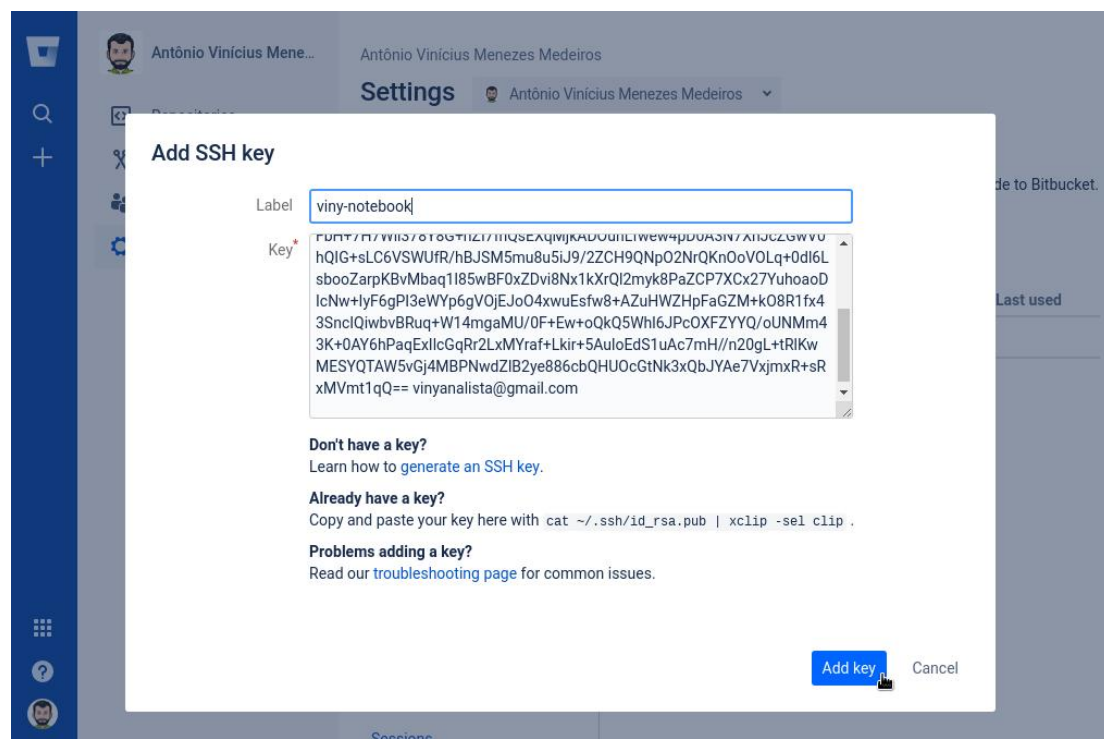 Antônio Vinícius Mene...
Antônio Vinícius Menezes Medeiros
Settings
Antônio Vinícius Menezes Medeiros
Add SSH key
de to Bitbucket.
Label
viny-notebook
Key*
hQIG+sLC6VSWUfR/hBJSM5mu8u5iJ9/2ZCH9QNpO2NrQKnOoVOLq+0dI6L
sbooZarpKBvMbaq1I85wBF0xZDvi8Nx1kXrQl2myk8PaZCP7XCx27YuhoaoD
IcNw+IyF6gPI3eWYp6gVOjEJoO4xwuEsfw8+AZuHWZHpFaGZM+kO8R1fx4
3SncIQiwbvBRuq+W14mgaMU/0F+Ew+oQkQ5WhI6JPcOXFZYYQ/oUNMm4
3K+0AY6hPaqExIlcGqRr2LxMYraf+Lkir+5AuIoEdS1uAc7mH//n20gL+tRIKw
MESYQTAW5vGj4MBPNwdZIB2ye886cbQHUOcGtNk3xQbJYAe7VxjmxR+sR
xMVmt1qQ== vinyanalista@gmail.com
Last used
Don't have a key?
Learn how to generate an SSH key.
Already have a key?
Copy and paste your key here with cat ~/.ssh/id_rsa.pub | xclip -sel clip .
Problems adding a key?
Read our troubleshooting page for common issues.
Add key
Cancel